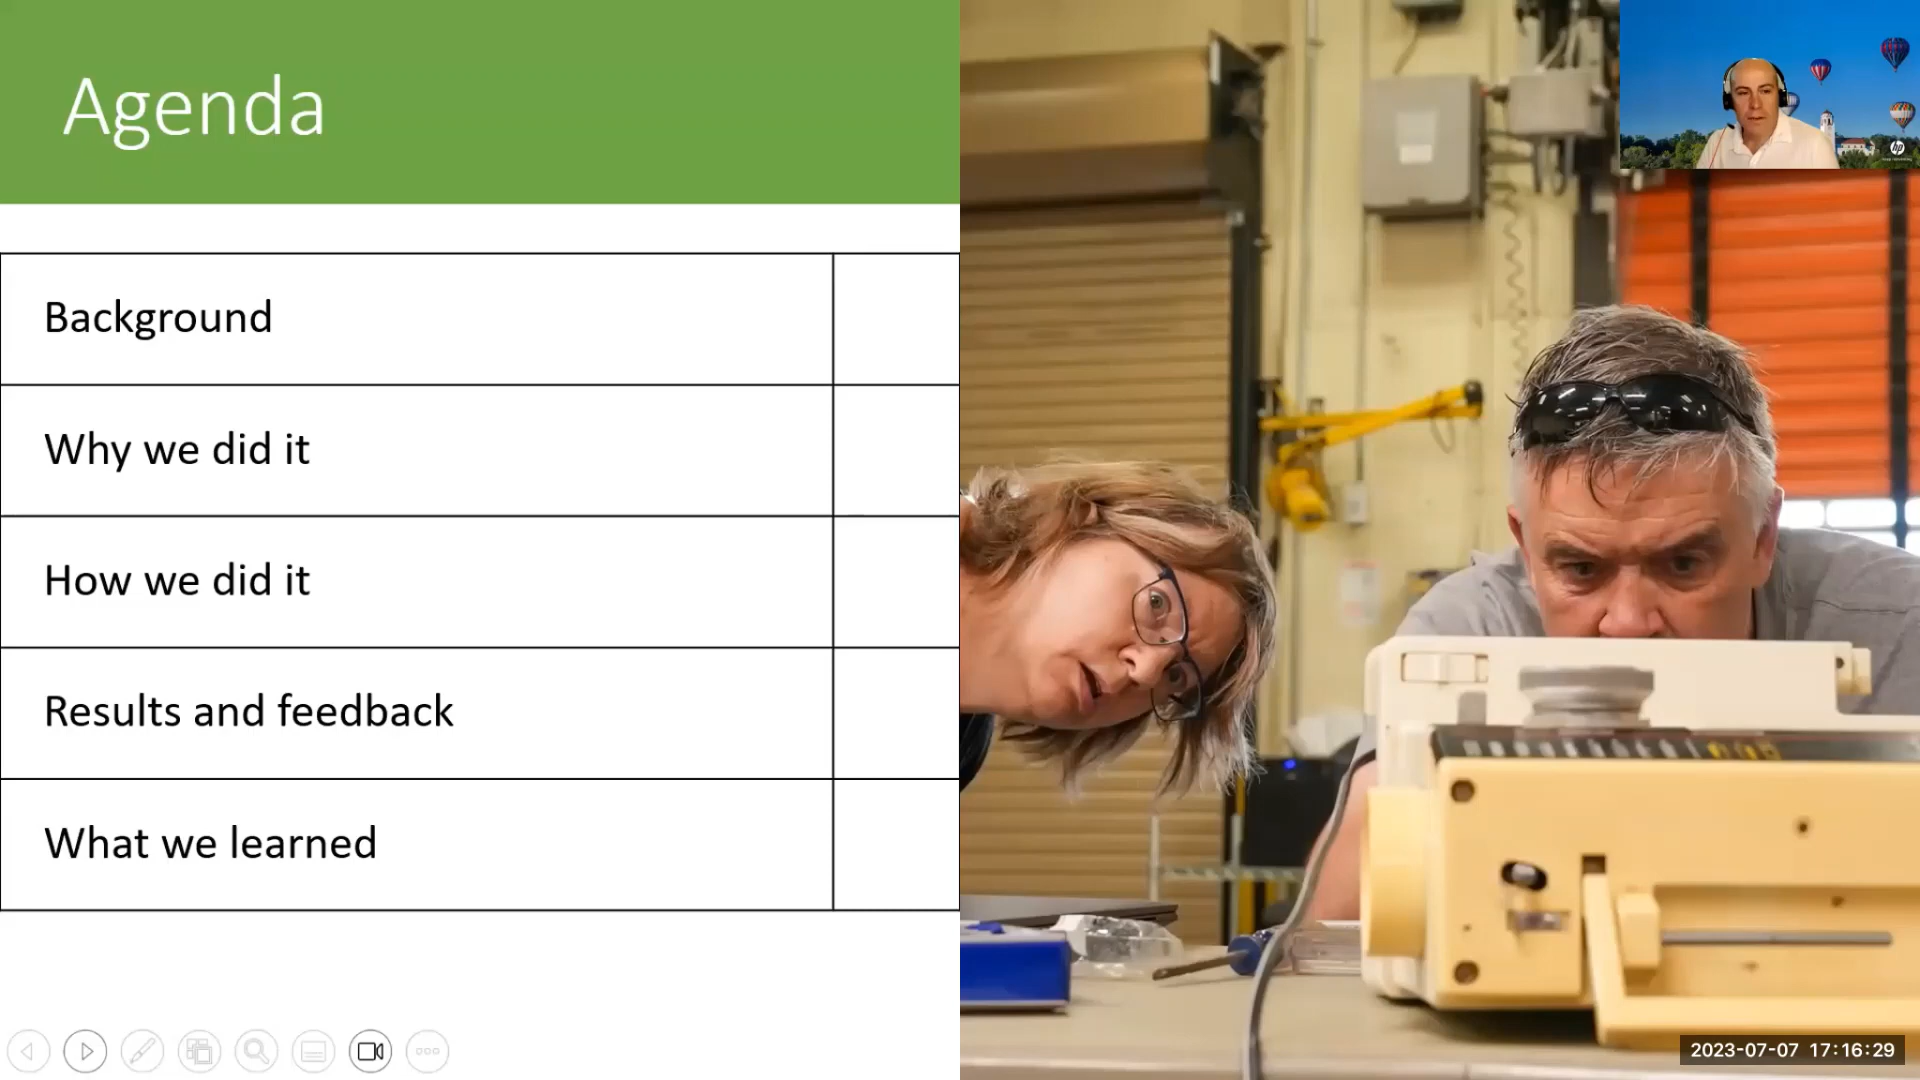 Agenda
Background
Why we did it
How we did it
Results and feedback
What we learned
hp
2023-07-07 17:16:29